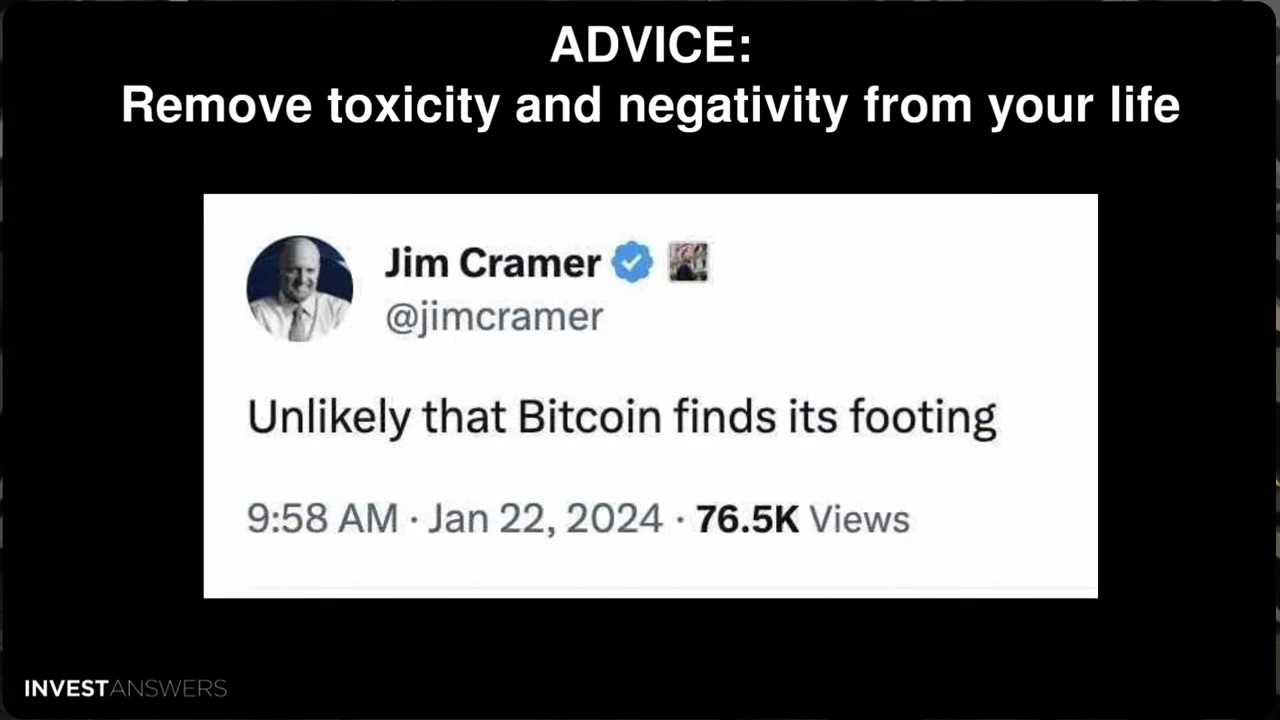 ADVICE:
Remove toxicity and negativity from your life
Jim Cramer
@jimcramer
Unlikely that Bitcoin finds its footing
9:58 AM · Jan 22, 2024 · 76.5K Views
INVESTANSWERS